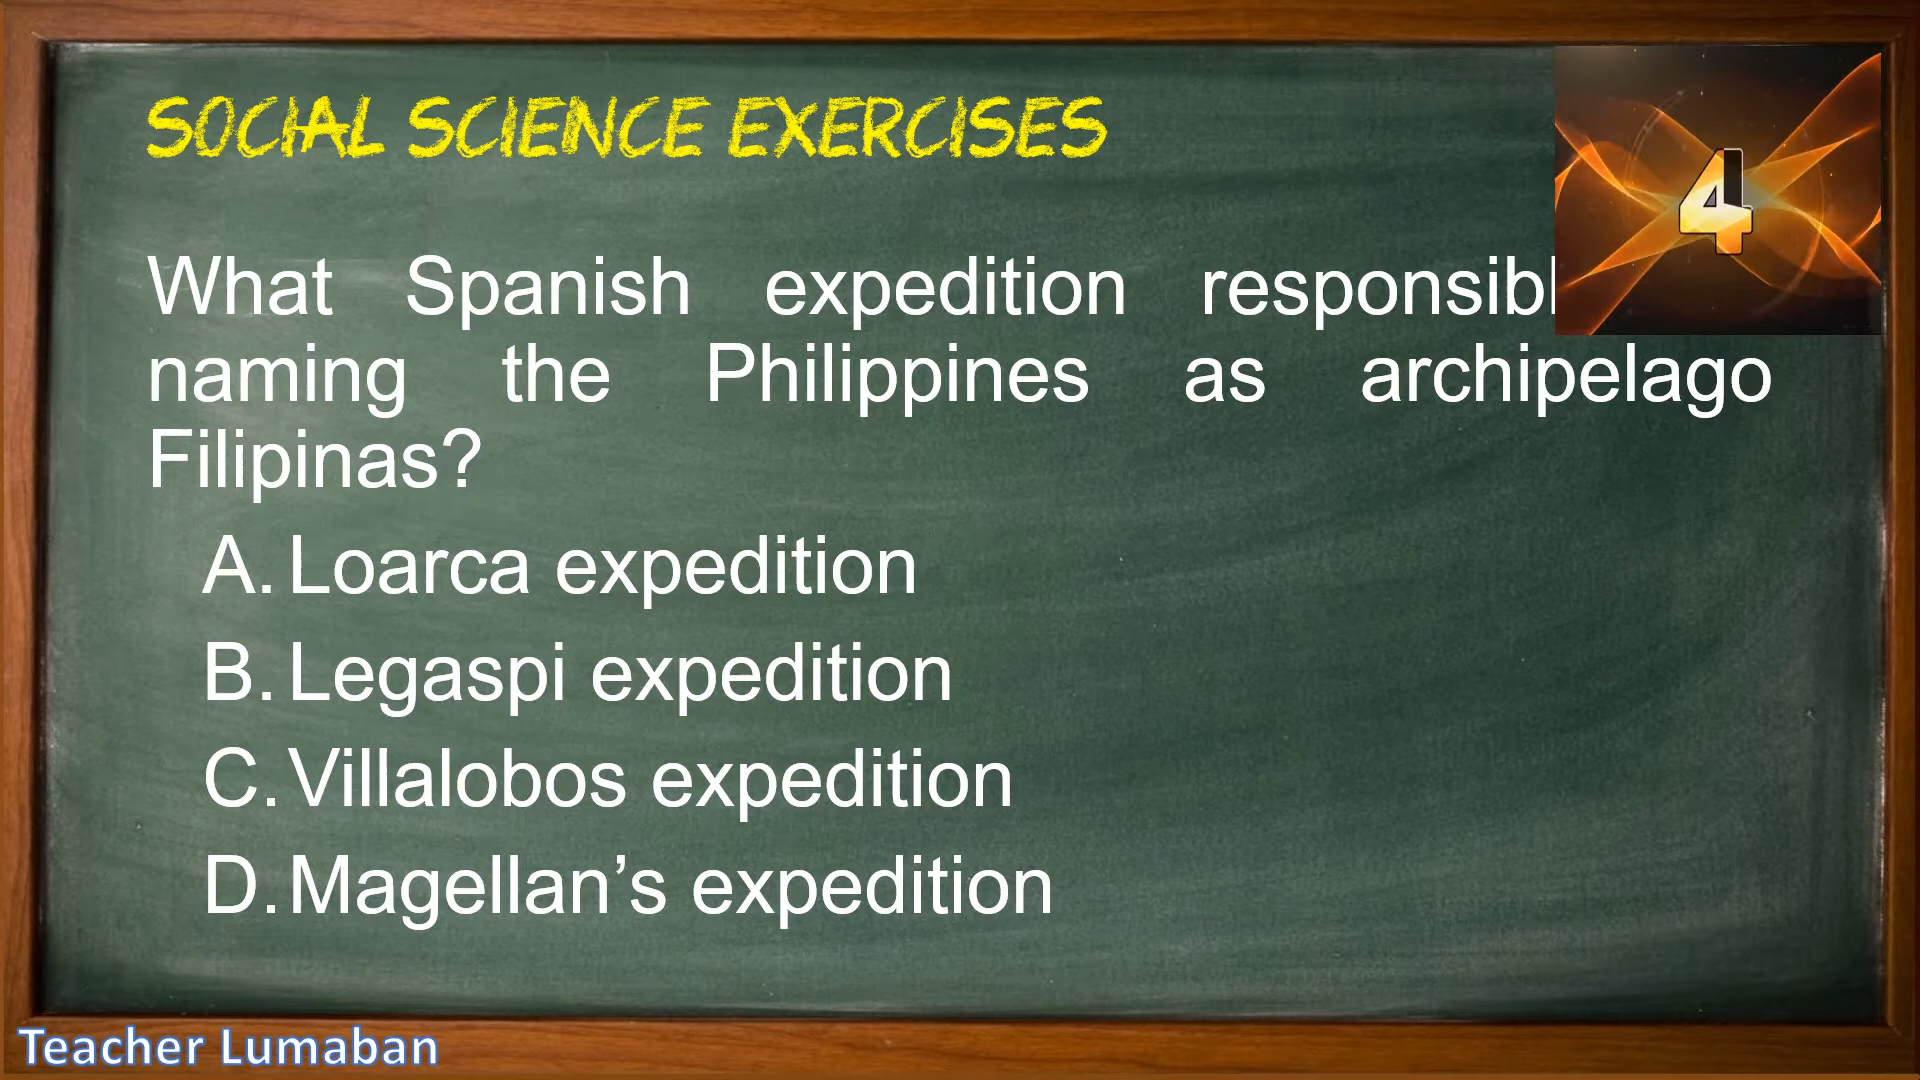 SOCIAL SCIENCE EXERCISES
4
What Spanish expedition
naming the Philippines as archipelago
Filipinas?
A. Loarca expedition
B. Legaspi expedition
C. Villalobos expedition
D. Magellan’s expedition
Teacher Lumaban